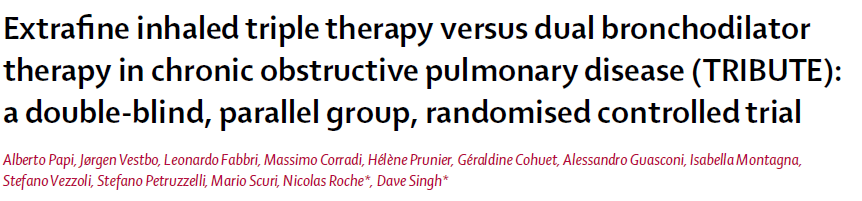 Extrafine inhaled triple therapy versus dual bronchodilator
therapy in chronic obstructive pulmonary disease (TRIBUTE):
a double-blind, parallel group, randomised controlled trial
Alberto Papi, Jørgen Vestbo, Leonardo Fabbri, Massimo Corradi, Hélène Prunier, Géraldine Cohuet, Alessandro Guasconi, Isabella Montagna,
Stefano Vezzoli, Stefano Petruzzelli, Mario Scuri, Nicolas Roche*, Dave Singh*